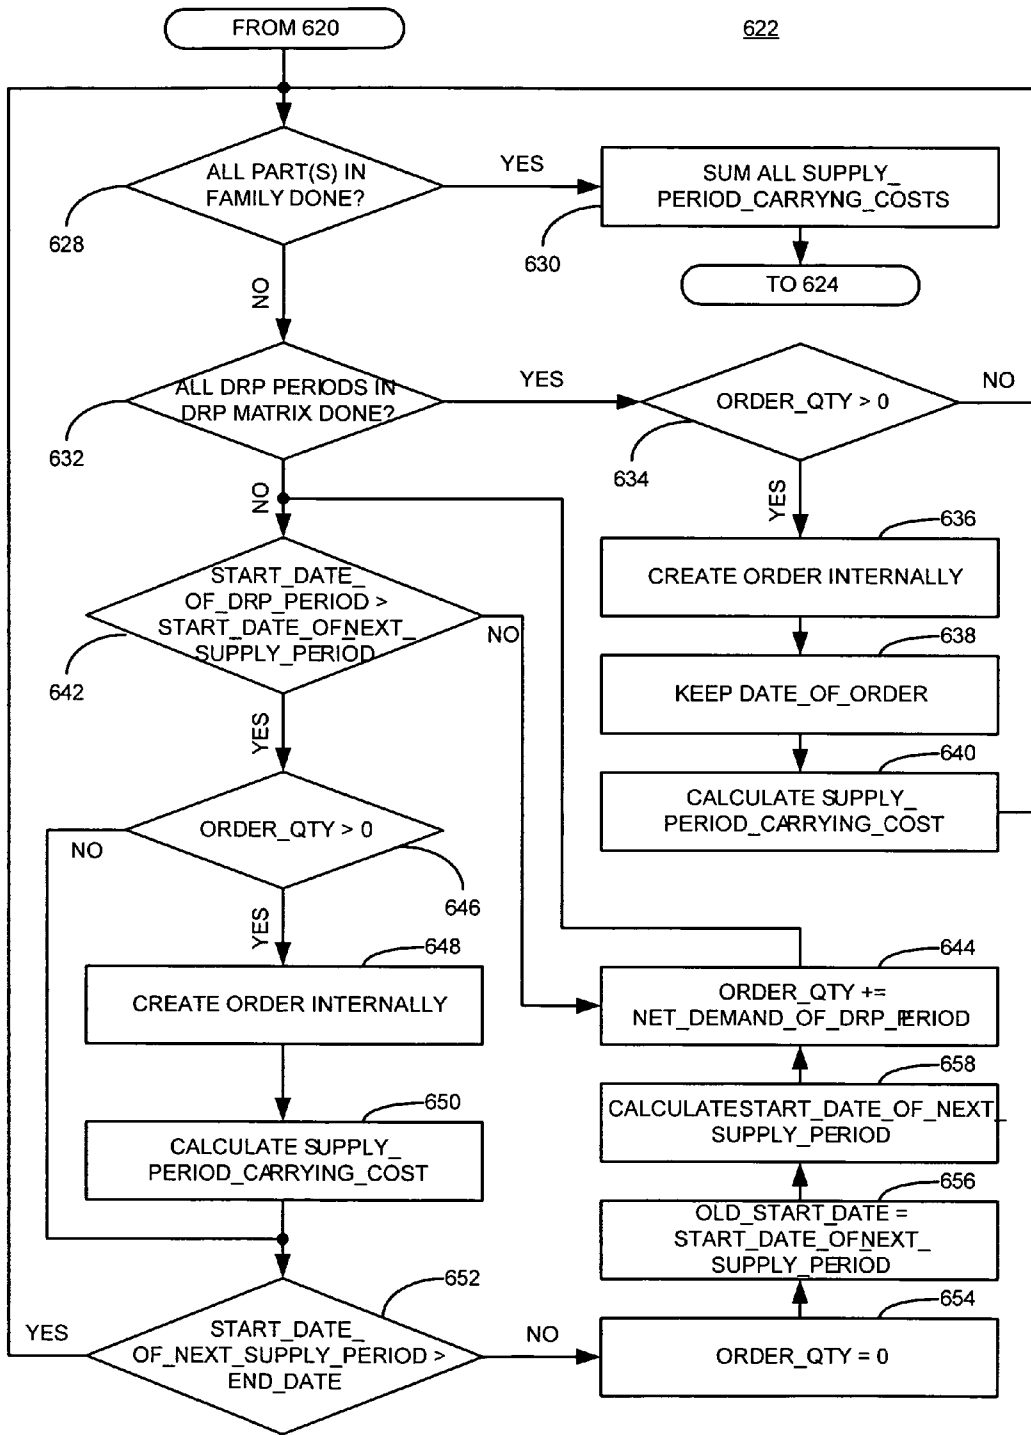 FROM 620
622
ALL PART(S) IN
FAMILY DONE?
628
YES
SUM ALL SUPPLY_
PERIOD_CARRYNG_COSTS
630
TO 624
NO
ALL DRP PERIODS IN
DRP MATRIX DONE?
632
YES
ORDER_QTY > 0
634
NO
NO
YES
START_DATE_
OF_DRP_PERIOD >
START_DATE_OFNEXT_
SUPPLY_PERIOD
642
NO
YES
636
CREATE ORDER INTERNALLY
638
KEEP DATE_OF_ORDER
640
CALCULATE SUPPLY_
PERIOD_CARRYING_COST
ORDER_QTY > 0
NO
646
YES
648
CREATE ORDER INTERNALLY
650
CALCULATE SUPPLY_
PERIOD_CARRYING_COST
644
ORDER_QTY +=
NET_DEMAND_OF_DRP_PERIOD
658
CALCULATESTART_DATE_OF_NEXT_
SUPPLY_PERIOD
656
OLD_START_DATE =
START_DATE_OFNEXT_
SUPPLY_PERIOD
654
ORDER_QTY = 0
652
START_DATE_
OF_NEXT_SUPPLY_PERIOD >
END_DATE
YES
NO